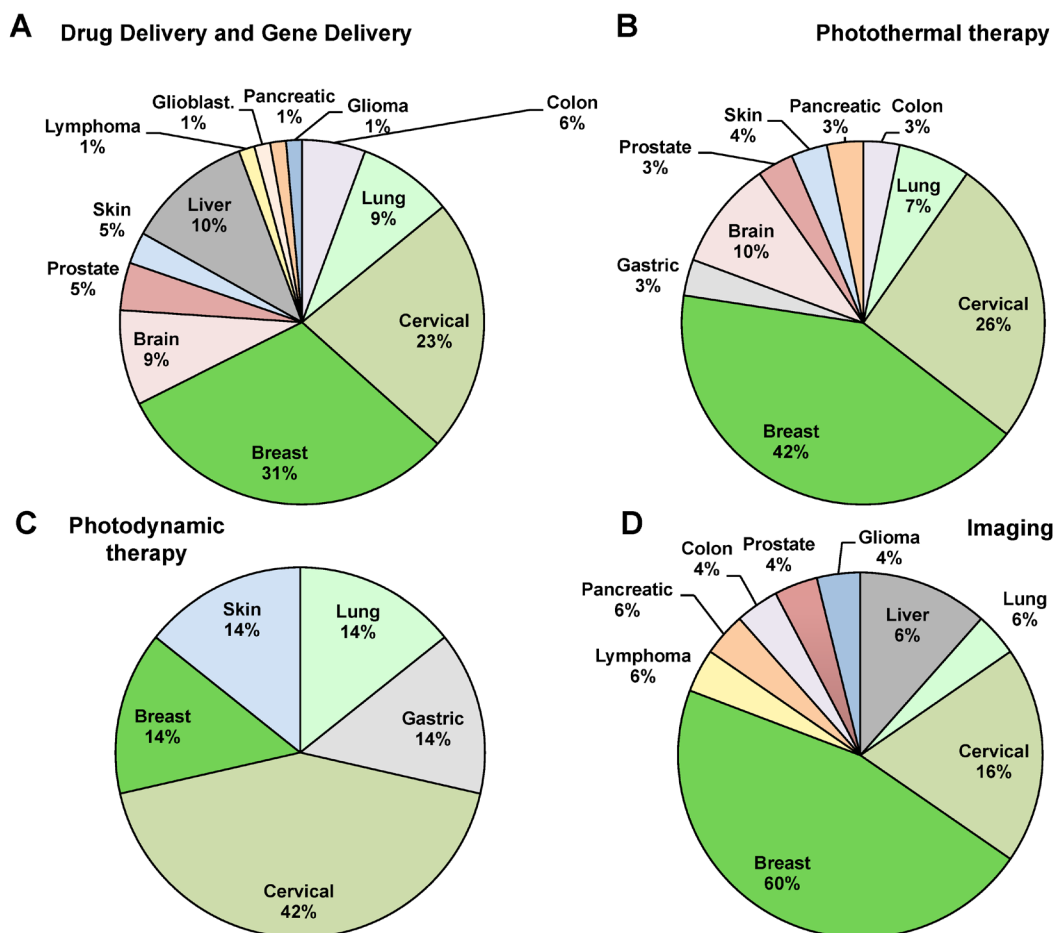 A Drug Delivery and Gene Delivery
Glioblast.
1%
Pancreatic
1%
Glioma
1%
Colon
6%
Lymphoma
1%
Lung
9%
Liver
10%
Skin
5%
Prostate
5%
Cervical
23%
Brain
9%
Breast
31%
B Photothermal therapy
Skin
4%
Pancreatic
3%
Colon
3%
Prostate
3%
Lung
7%
Brain
10%
Gastric
3%
Cervical
26%
Breast
42%
C Photodynamic
therapy
Skin
14%
Lung
14%
Breast
14%
Gastric
14%
Cervical
42%
D Imaging
Colon
4%
Prostate
4%
Glioma
4%
Pancreatic
6%
Liver
6%
Lung
6%
Lymphoma
6%
Cervical
16%
Breast
60%